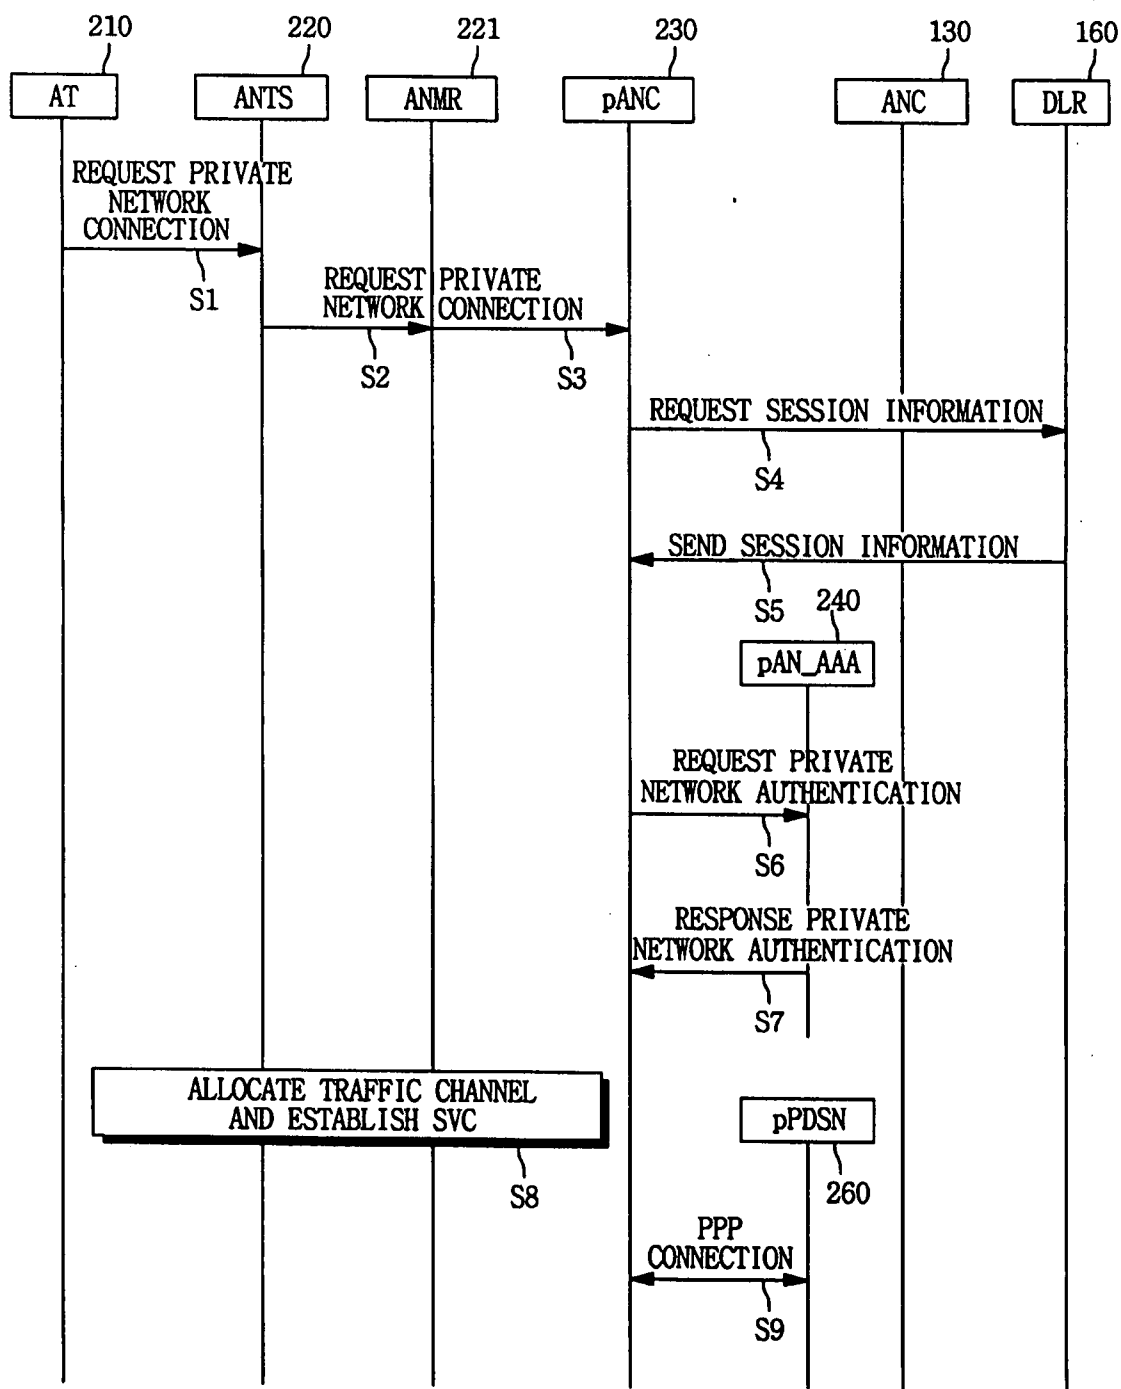 210
220
221
230
130
160
AT
ANTS
ANMR
pANC
ANC
DLR
REQUEST PRIVATE
NETWORK
CONNECTION
S1
REQUEST PRIVATE
NETWORK CONNECTION
S2
S3
REQUEST SESSION INFORMATION
S4
SEND SESSION INFORMATION
S5
240
pAN_AAA
REQUEST PRIVATE
NETWORK AUTHENTICATION
S6
RESPONSE PRIVATE
NETWORK AUTHENTICATION
S7
ALLOCATE TRAFFIC CHANNEL
AND ESTABLISH SVC
S8
pPDSN
260
PPP
CONNECTION
S9